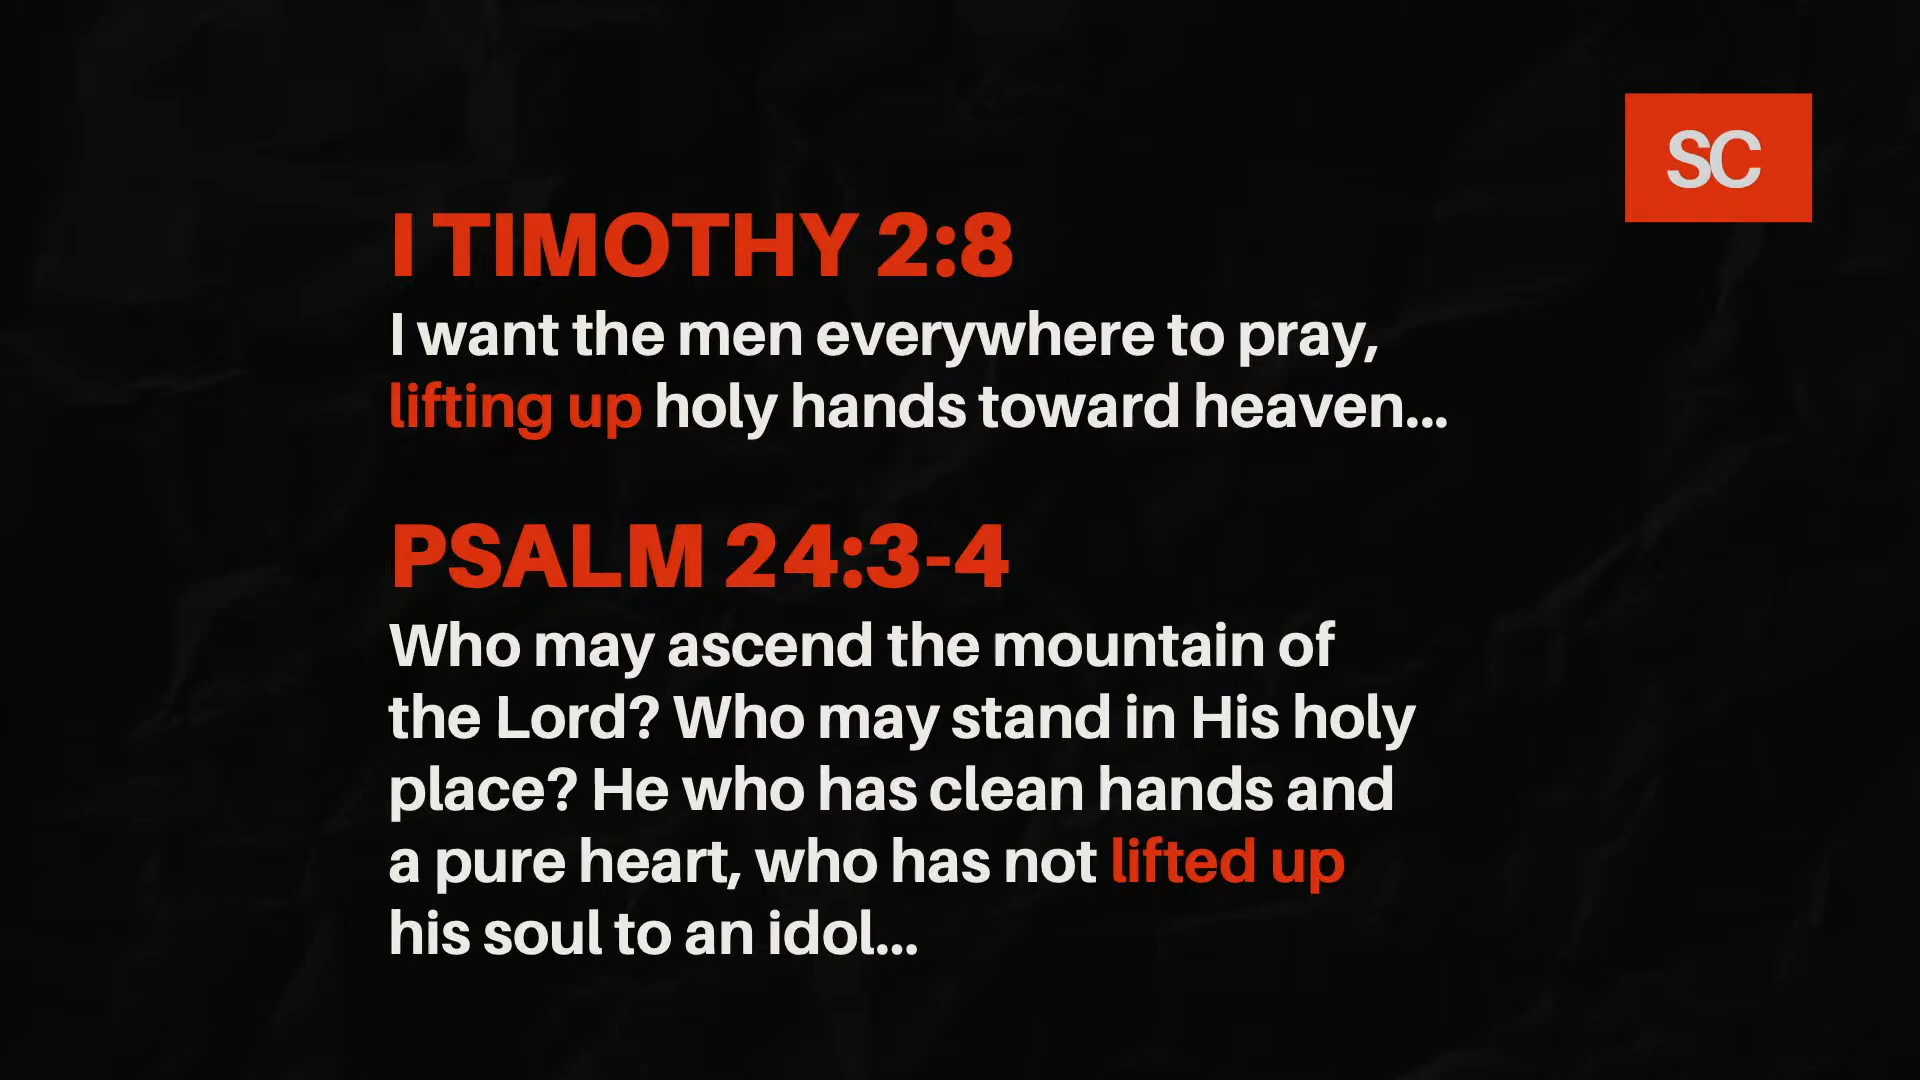 SC
I TIMOTHY 2:8
I want the men everywhere to pray,
lifting up holy hands toward heaven...
PSALM 24:3-4
Who may ascend the mountain of
the Lord? Who may stand in His holy
place? He who has clean hands and
a pure heart, who has not lifted up
his soul to an idol...